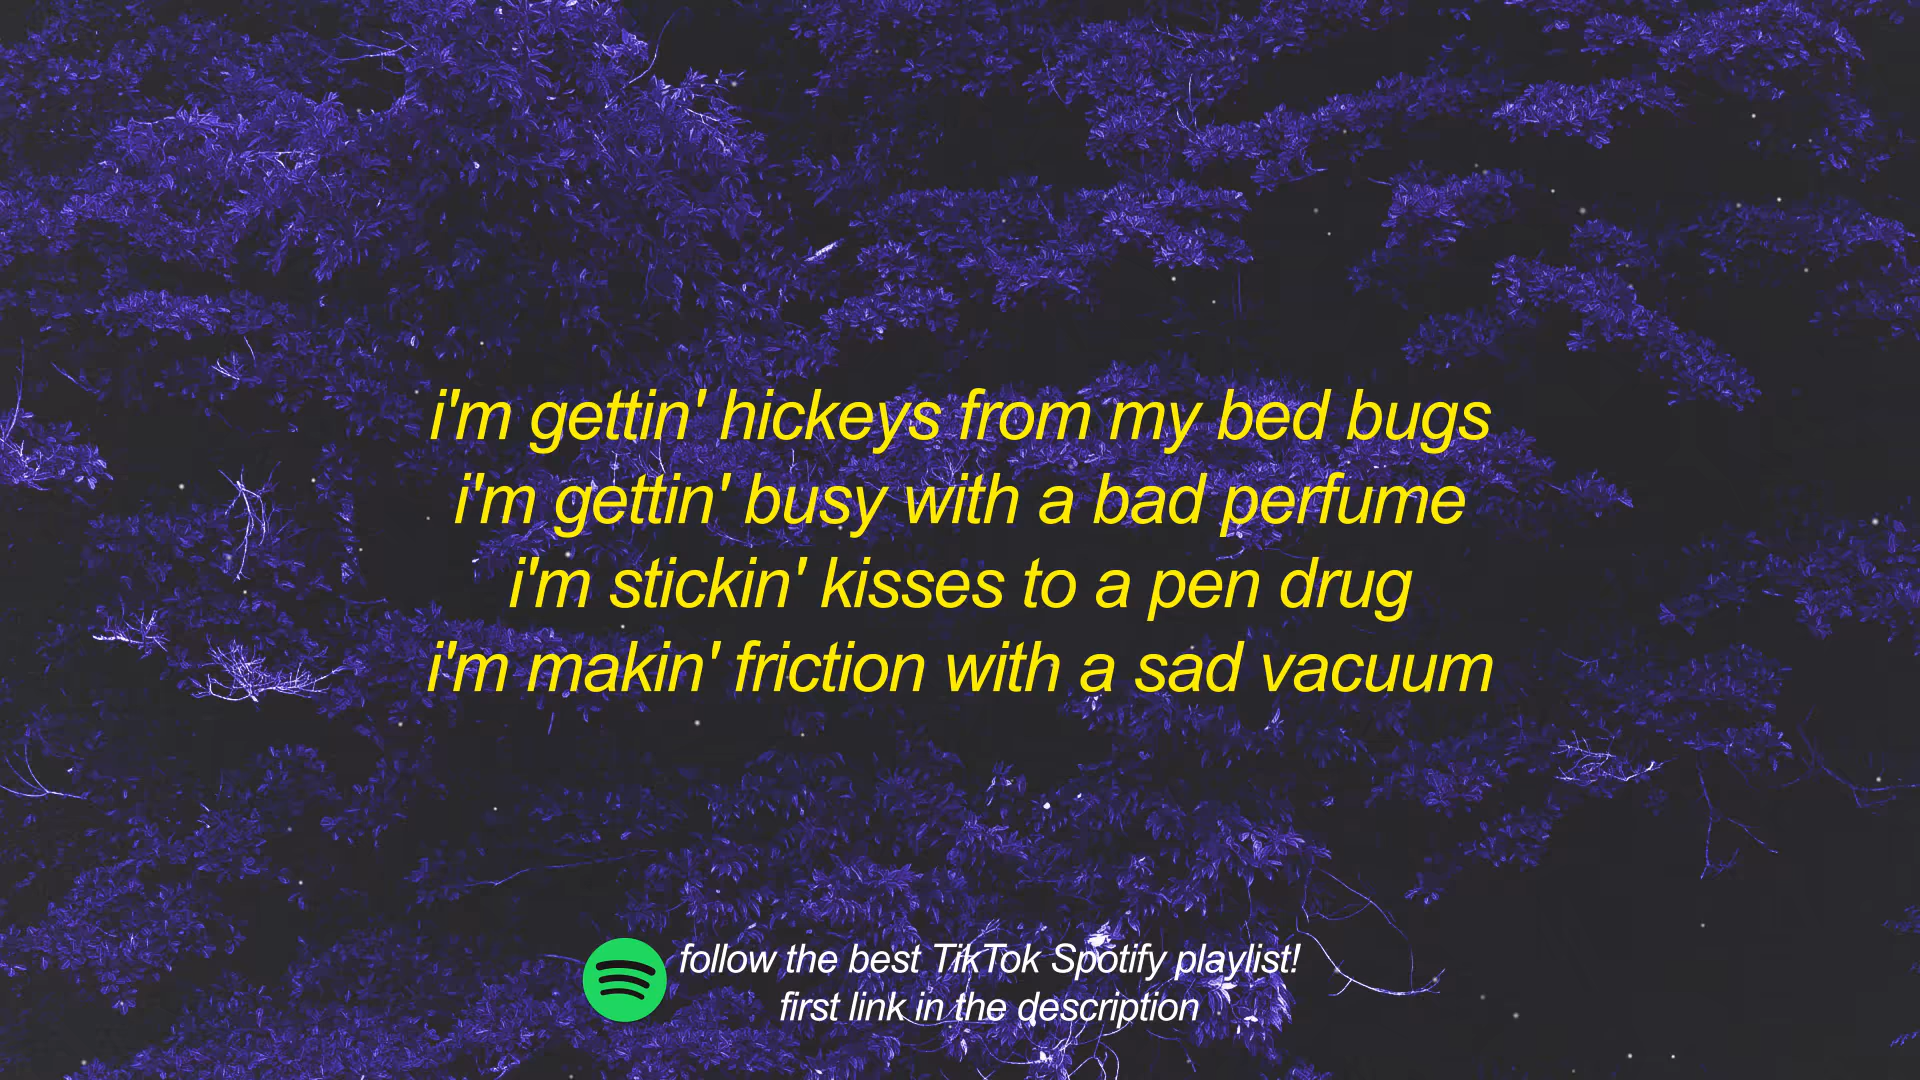 i'm gettin' hickeys from my bed bugs
i'm gettin' busy with a bad perfume
i'm stickin' kisses to a pen drug
i'm makin' friction with a sad vacuum
follow the best TikTok Spotify playlist!
first link in the description